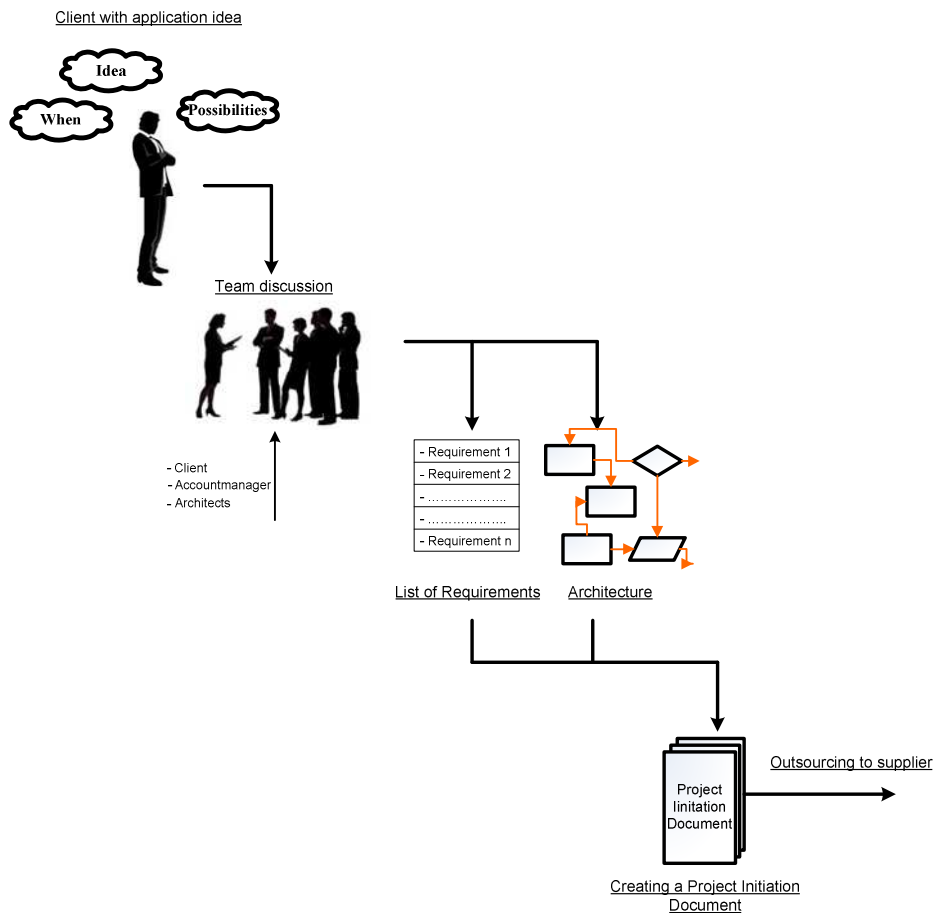 Client with application idea
Idea
When
Possibilities
Team discussion
- Client
- Accountmanager
- Architects
- Requirement 1
- Requirement 2
- ……………….
- ……………….
- Requirement n
List of Requirements
Architecture
Project
Iinitation
Document
Outsourcing to supplier
Creating a Project Initiation
Document